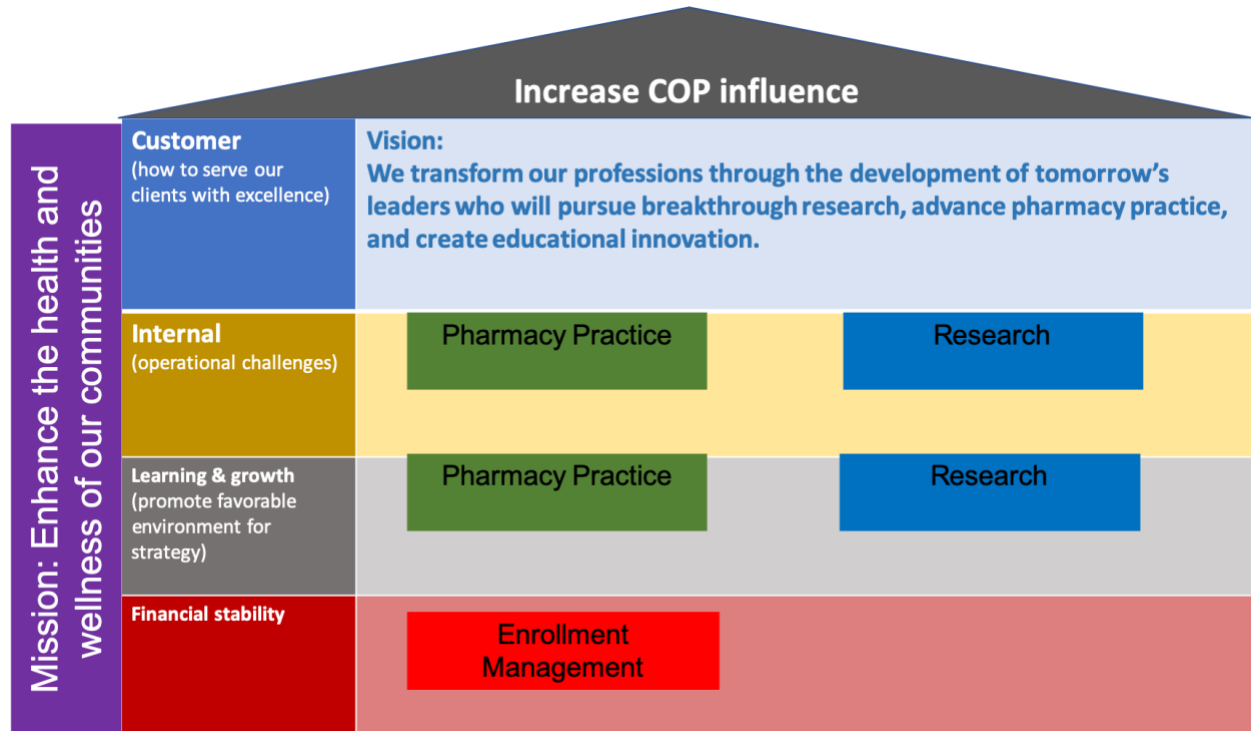 Increase COP influence
Mission: Enhance the health and
wellness of our communities
Customer
(how to serve our
clients with excellence)
Vision:
We transform our professions through the development of tomorrow’s
leaders who will pursue breakthrough research, advance pharmacy practice,
and create educational innovation.
Internal
(operational challenges)
Pharmacy Practice
Research
Learning & growth
(promote favorable
environment for
strategy)
Pharmacy Practice
Research
Financial stability
Enrollment
Management